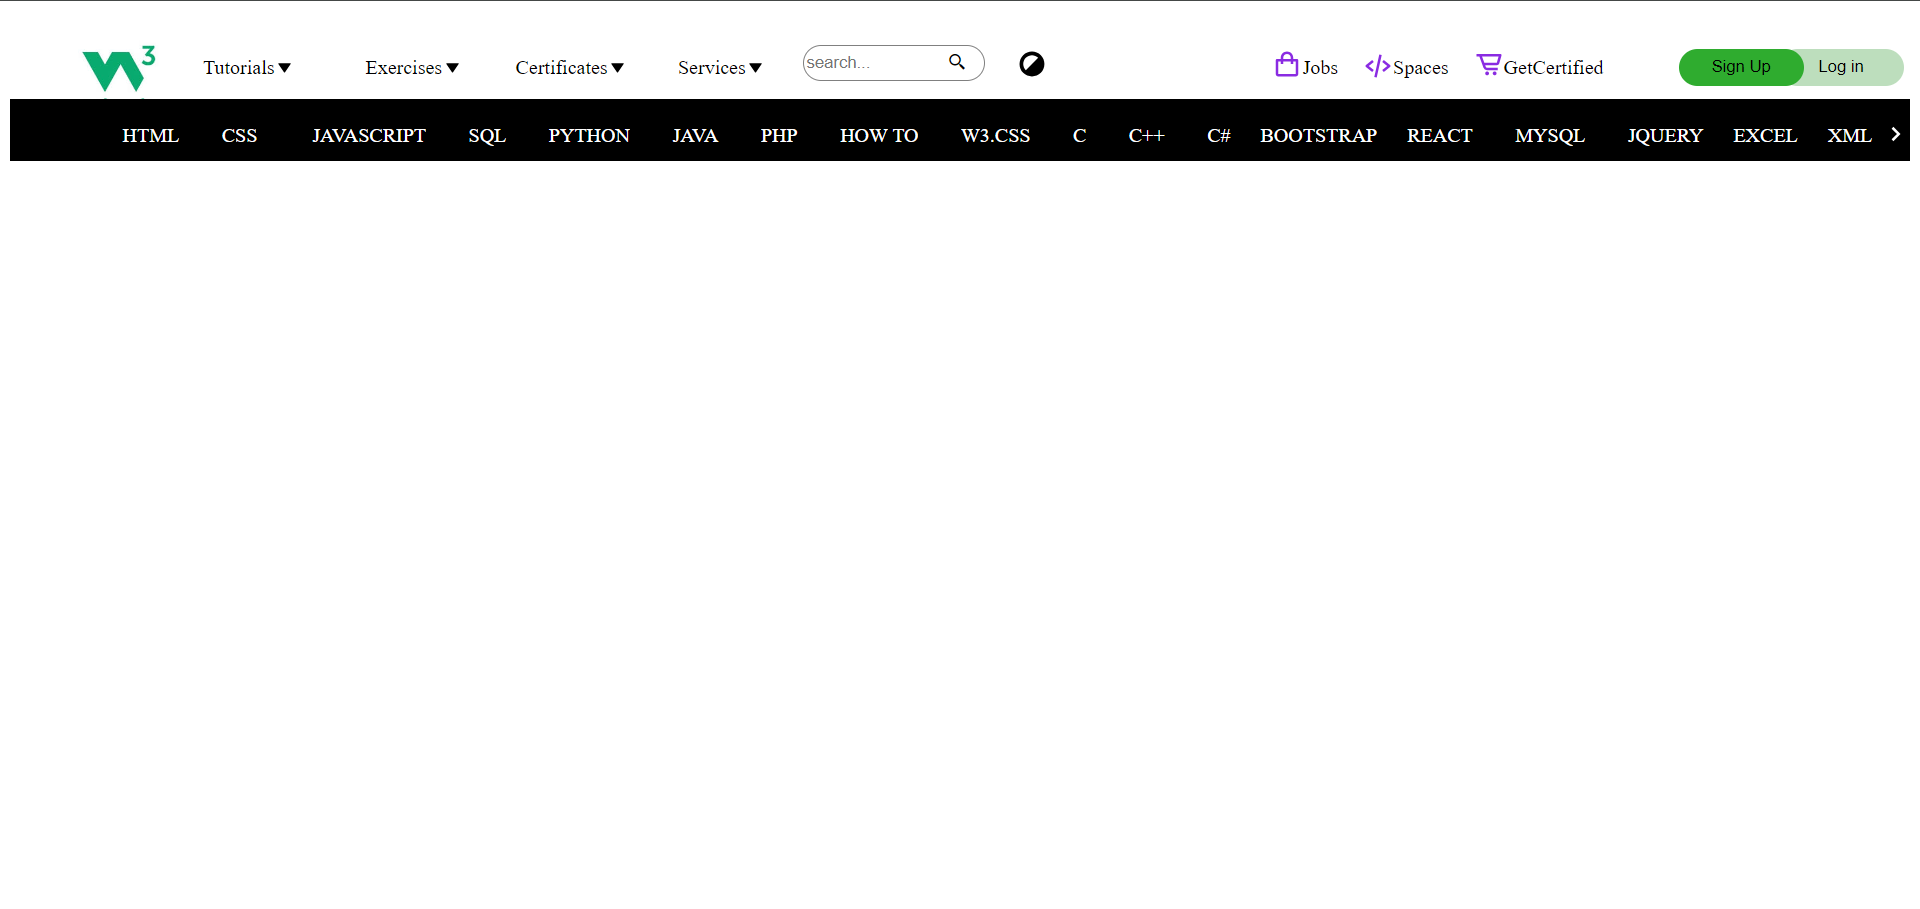 W3 Tutorials ▼ Exercises ▼ Certificates ▼ Services ▼ search... Jobs </>Spaces GetCertified Sign Up Log in
HTML CSS JAVASCRIPT SQL PYTHON JAVA PHP HOW TO W3.CSS C C++ C# BOOTSTRAP REACT MYSQL JQUERY EXCEL XML